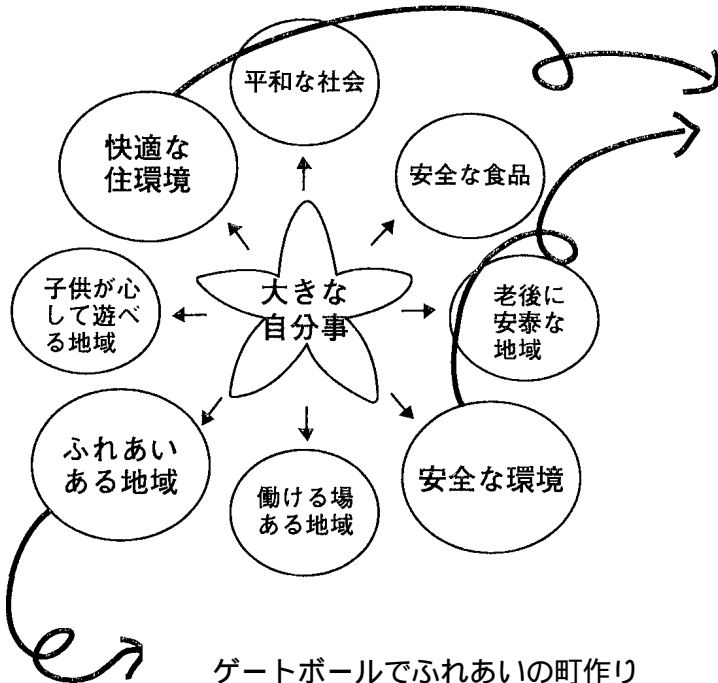 平和な社会
快適な
住環境
安全な食品
子供が心
して遊べ
る地域
大きな
自分事
老後に
安泰な
地域
ふれあい
ある地域
働ける場
ある地域
安全な環境
ゲートボールでふれあいの町作り